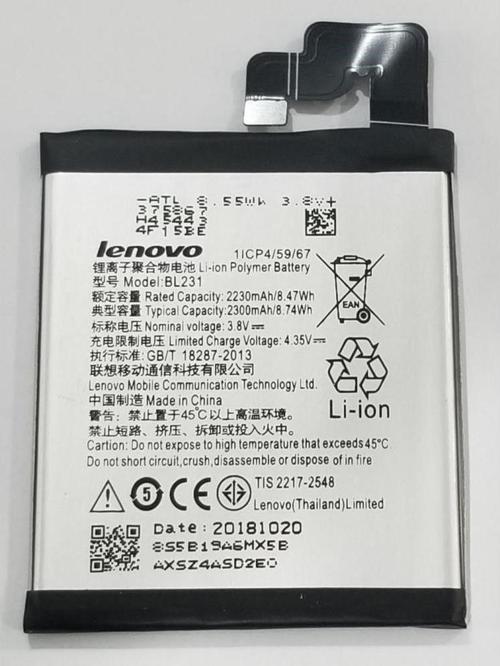 -ATL 8.55Wh 3.8V+
375867
H45443
4F15BE
lenovo 1ICP4/59/67
锂离子聚合物电池 Li-ion Polymer Battery
型号:Model:BL231
额定容量: Rated Capacity: 2230mAh/8.47Wh
典型容量: Typical Capacity: 2300mAh/8.74Wh
标称电压: Nominal voltage: 3.8V⎓
充电限制电压: Limited Charge Voltage: 4.35V⎓
执行标准: GB/T 18287-2013
联想移动通信科技有限公司
Lenovo Mobile Communication Technology Ltd.
中国制造 Made in China
警告: 禁止置于45℃以上高温环境。
禁止短路、挤压、拆卸或投入火中。
Cartion: Do not expose to high temperature that exceeds45℃.
Do not short circuit,crush,disassemble or dispose of in fire
EAN
Li-ion
5 CE TIS 2217-2548
Lenovo(Thailand)Limited
Date: 20181020
8S5B19A6MX5B
AXSZ4ASD2E0